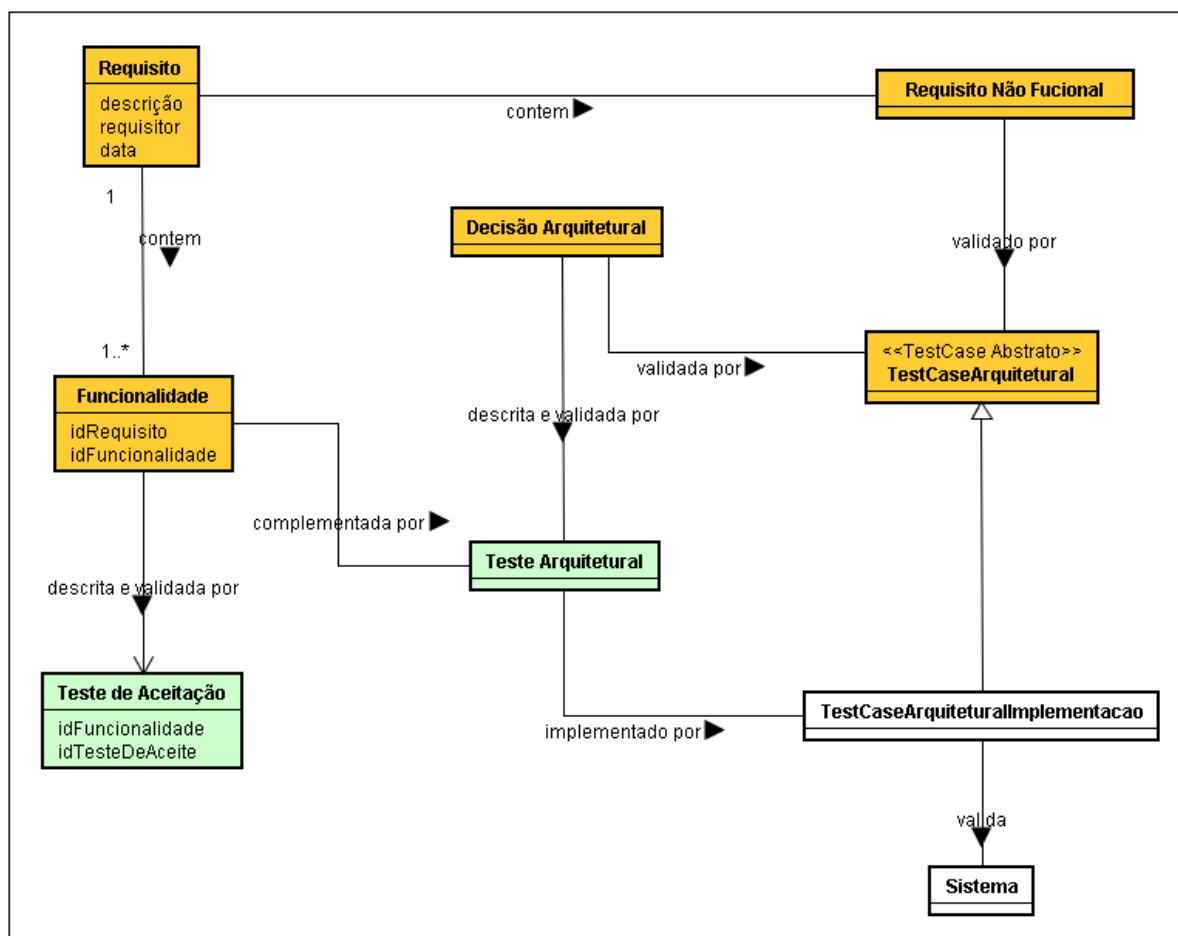 Requisito
descrição
requisitor
data
contem
Requisito Não Fucional
1
contem
1..*
Decisão Arquitetural
validado por
<<TestCase Abstrato>>
TestCaseArquitetural
validada por
Funcionalidade
idRequisito
idFuncionalidade
descrita e validada por
complementada por
Teste Arquitetural
descrita e validada por
Teste de Aceitação
idFuncionalidade
idTesteDeAceite
implementado por
TestCaseArquiteturalImplementacao
valida
Sistema